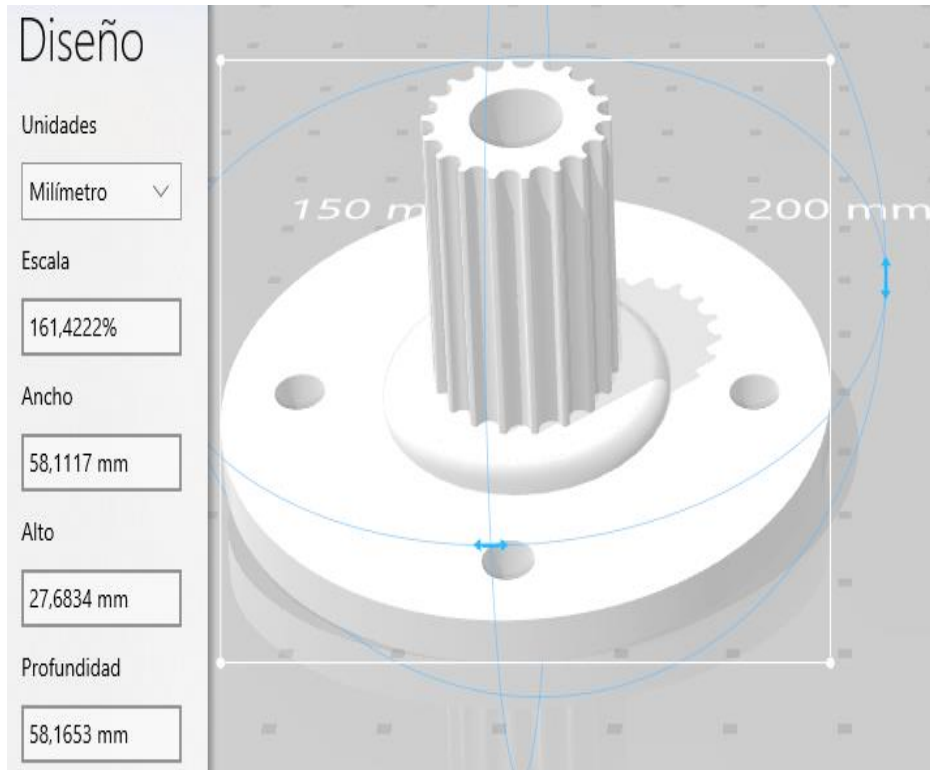 Diseño
Unidades
Milímetro
Escala
161,4222%
Ancho
58,1117 mm
Alto
27,6834 mm
Profundidad
58,1653 mm
150 m
200 mm